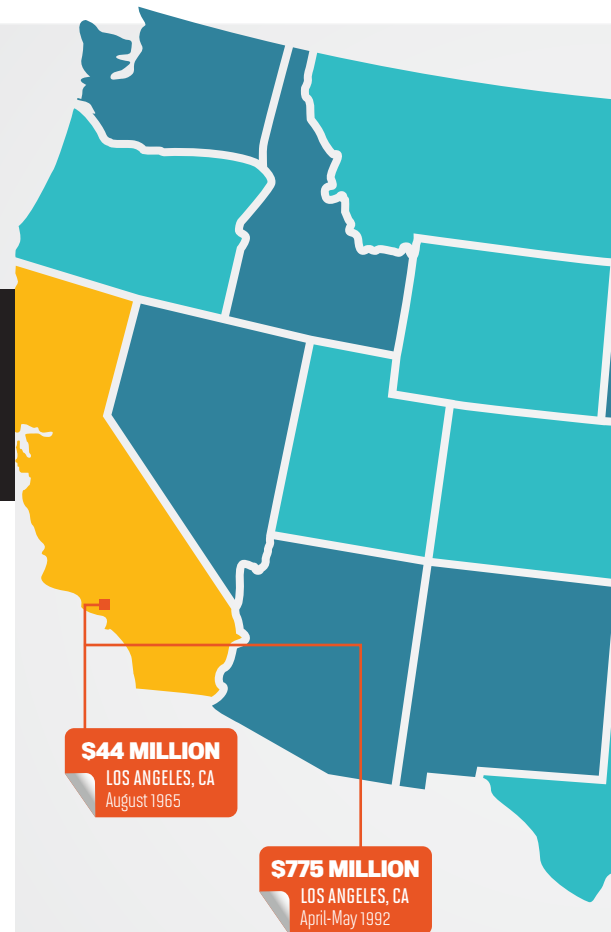 $44 MILLION
LOS ANGELES, CA
August 1965
$775 MILLION
LOS ANGELES, CA
April-May 1992